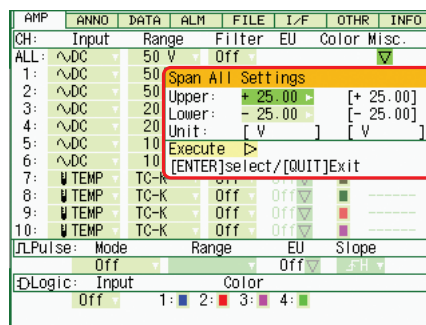 AMP ANNO DATA ALM FILE I/F OTHR INFO
CH: Input Range Filter EU Color Misc.
ALL: DC 50 V Off
1: DC 50
2: DC 50
3: DC 20
4: DC 20
5: DC 10
6: DC 10
Span All Settings
Upper: + 25.00 [+ 25.00]
Lower: - 25.00 [- 25.00]
Unit: [ V ] [ V ]
Execute
[ENTER]select/[QUIT]Exit
7: TEMP TC-K Off Off
8: TEMP TC-K Off Off
9: TEMP TC-K Off Off
10: TEMP TC-K Off Off
Pulse: Mode Range EU Slope
Off Off H
Logic: Input Color
Off 1: 2: 3: 4: